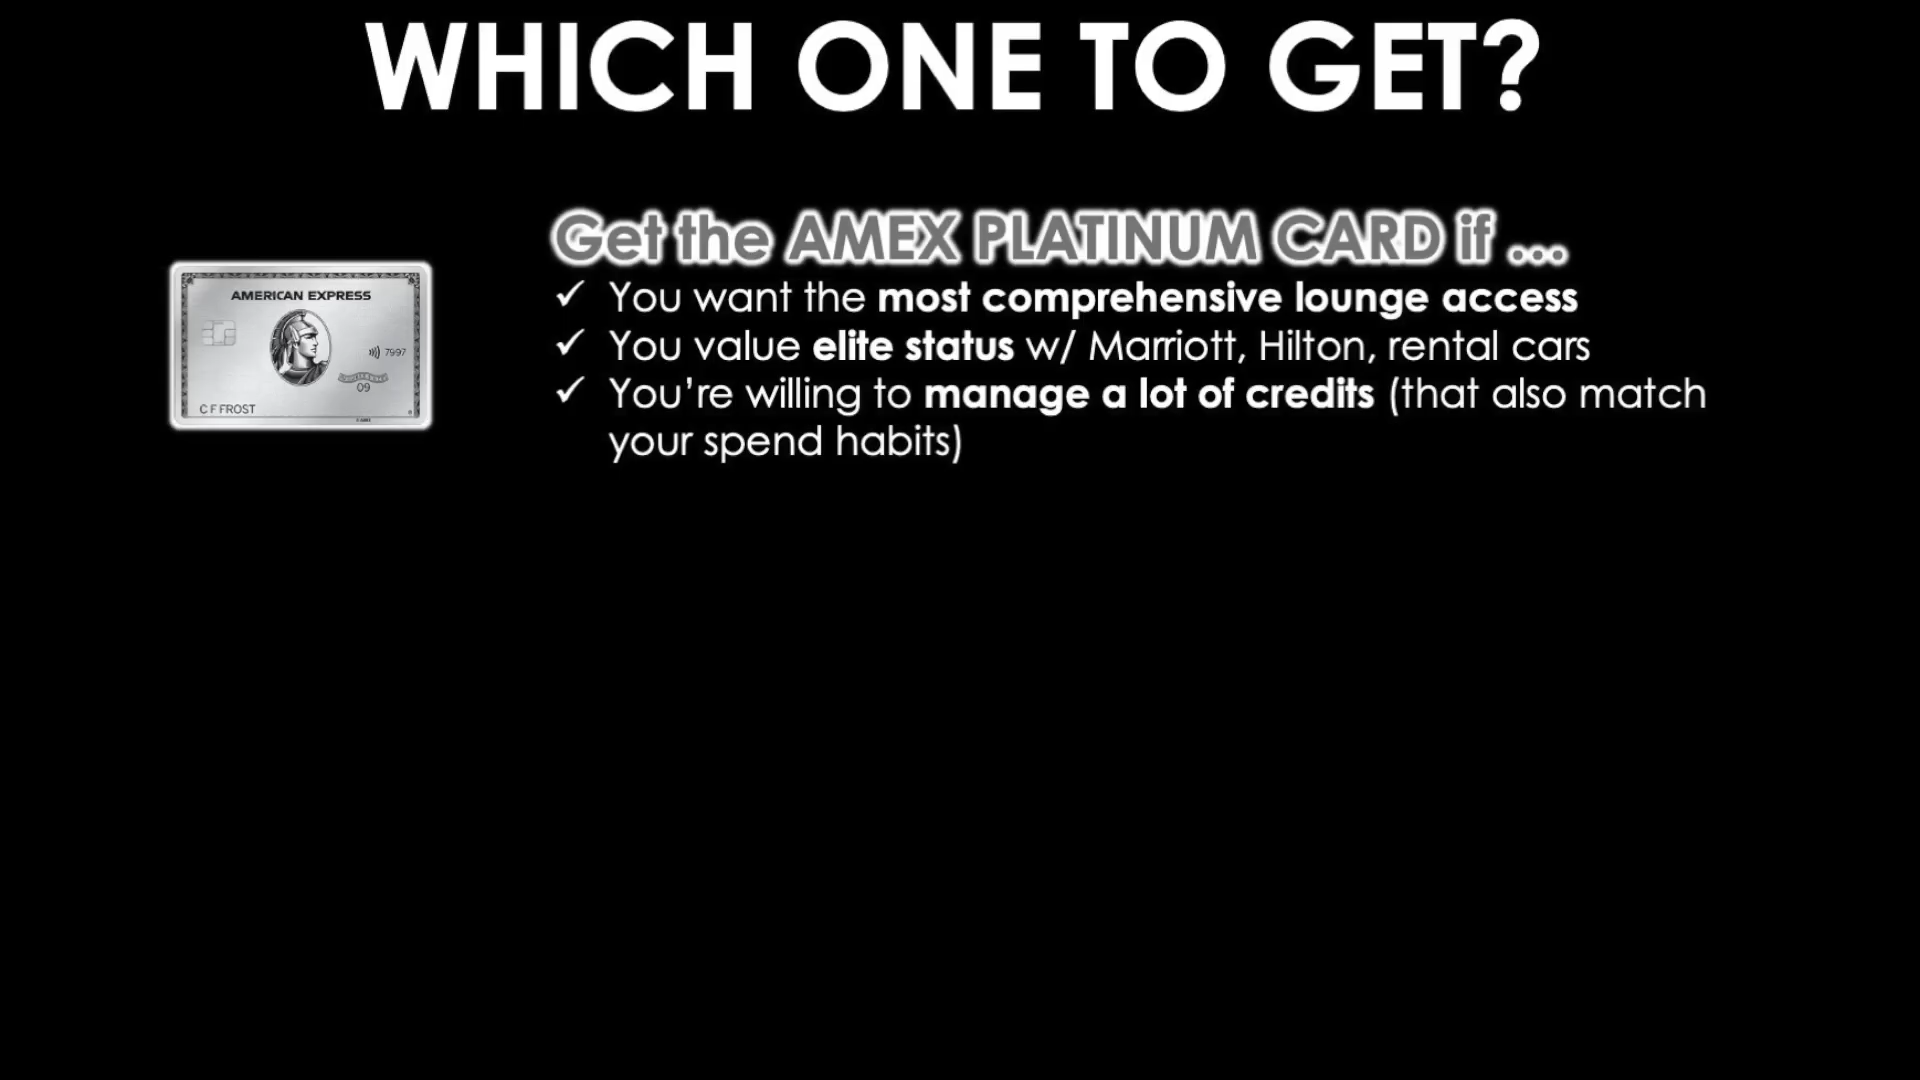 WHICH ONE TO GET?
Get the AMEX PLATINUM CARD if ...
✓ You want the most comprehensive lounge access
✓ You value elite status w/ Marriott, Hilton, rental cars
✓ You’re willing to manage a lot of credits (that also match
your spend habits)
AMERICAN EXPRESS
7997
09
C F FROST